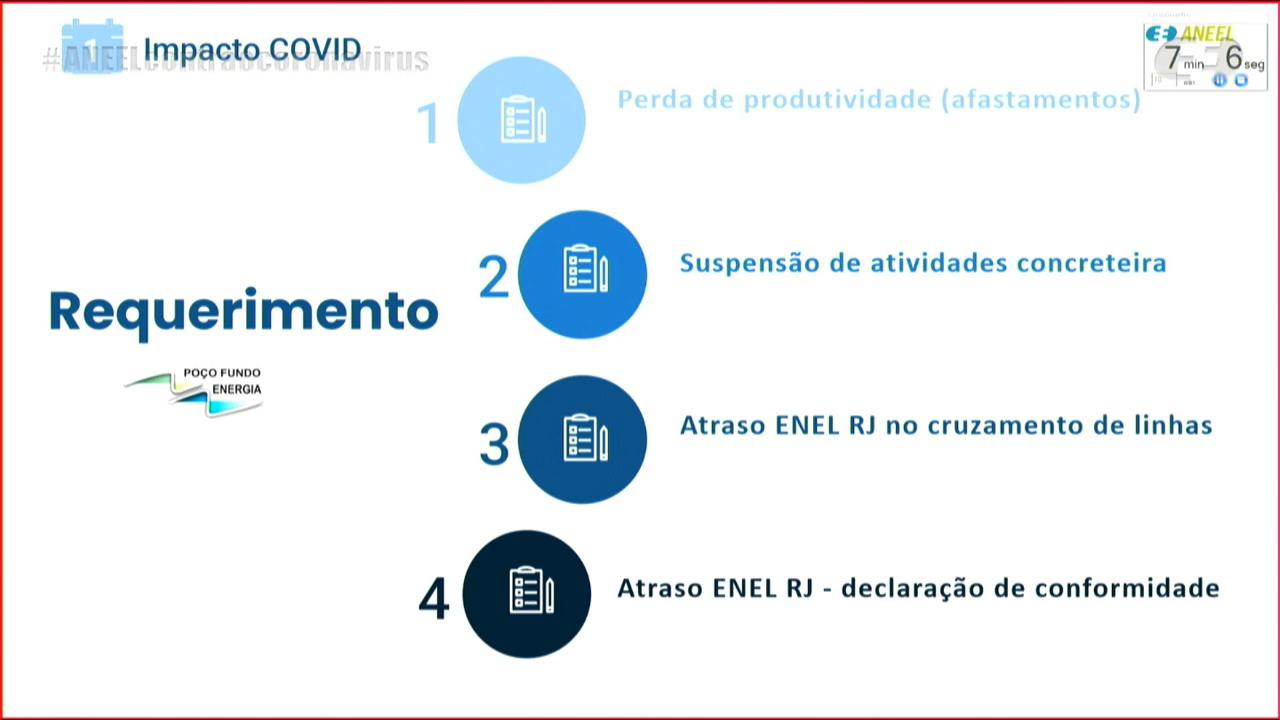 Impacto COVID
#ANEELcontraocoronavirus
ANEEL
7 min 6 seg
1
Perda de produtividade (afastamentos)
2
Suspensão de atividades concreteira
Requerimento
POÇO FUNDO
ENERGIA
3
Atraso ENEL RJ no cruzamento de linhas
4
Atraso ENEL RJ - declaração de conformidade